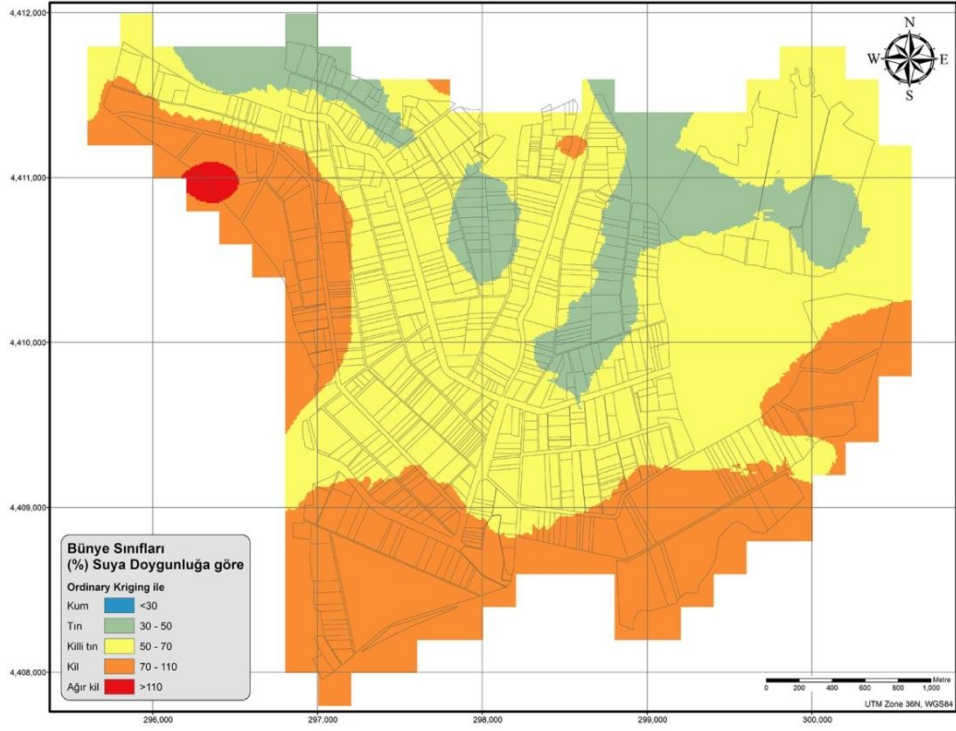 4,412,000
N
W
E
S
4,411,000
4,410,000
4,409,000
4,408,000
Bünye Sınıfları
(%) Suya Doygunluğa göre
Ordinary Kriging ile
Kum <30
Tın 30 - 50
Killi tın 50 - 70
Kil 70 - 110
Ağır kil >110
Metre
0 200 400 600 800 1,000
UTM Zone 36N, WGS84
296,000 297,000 298,000 299,000 300,000